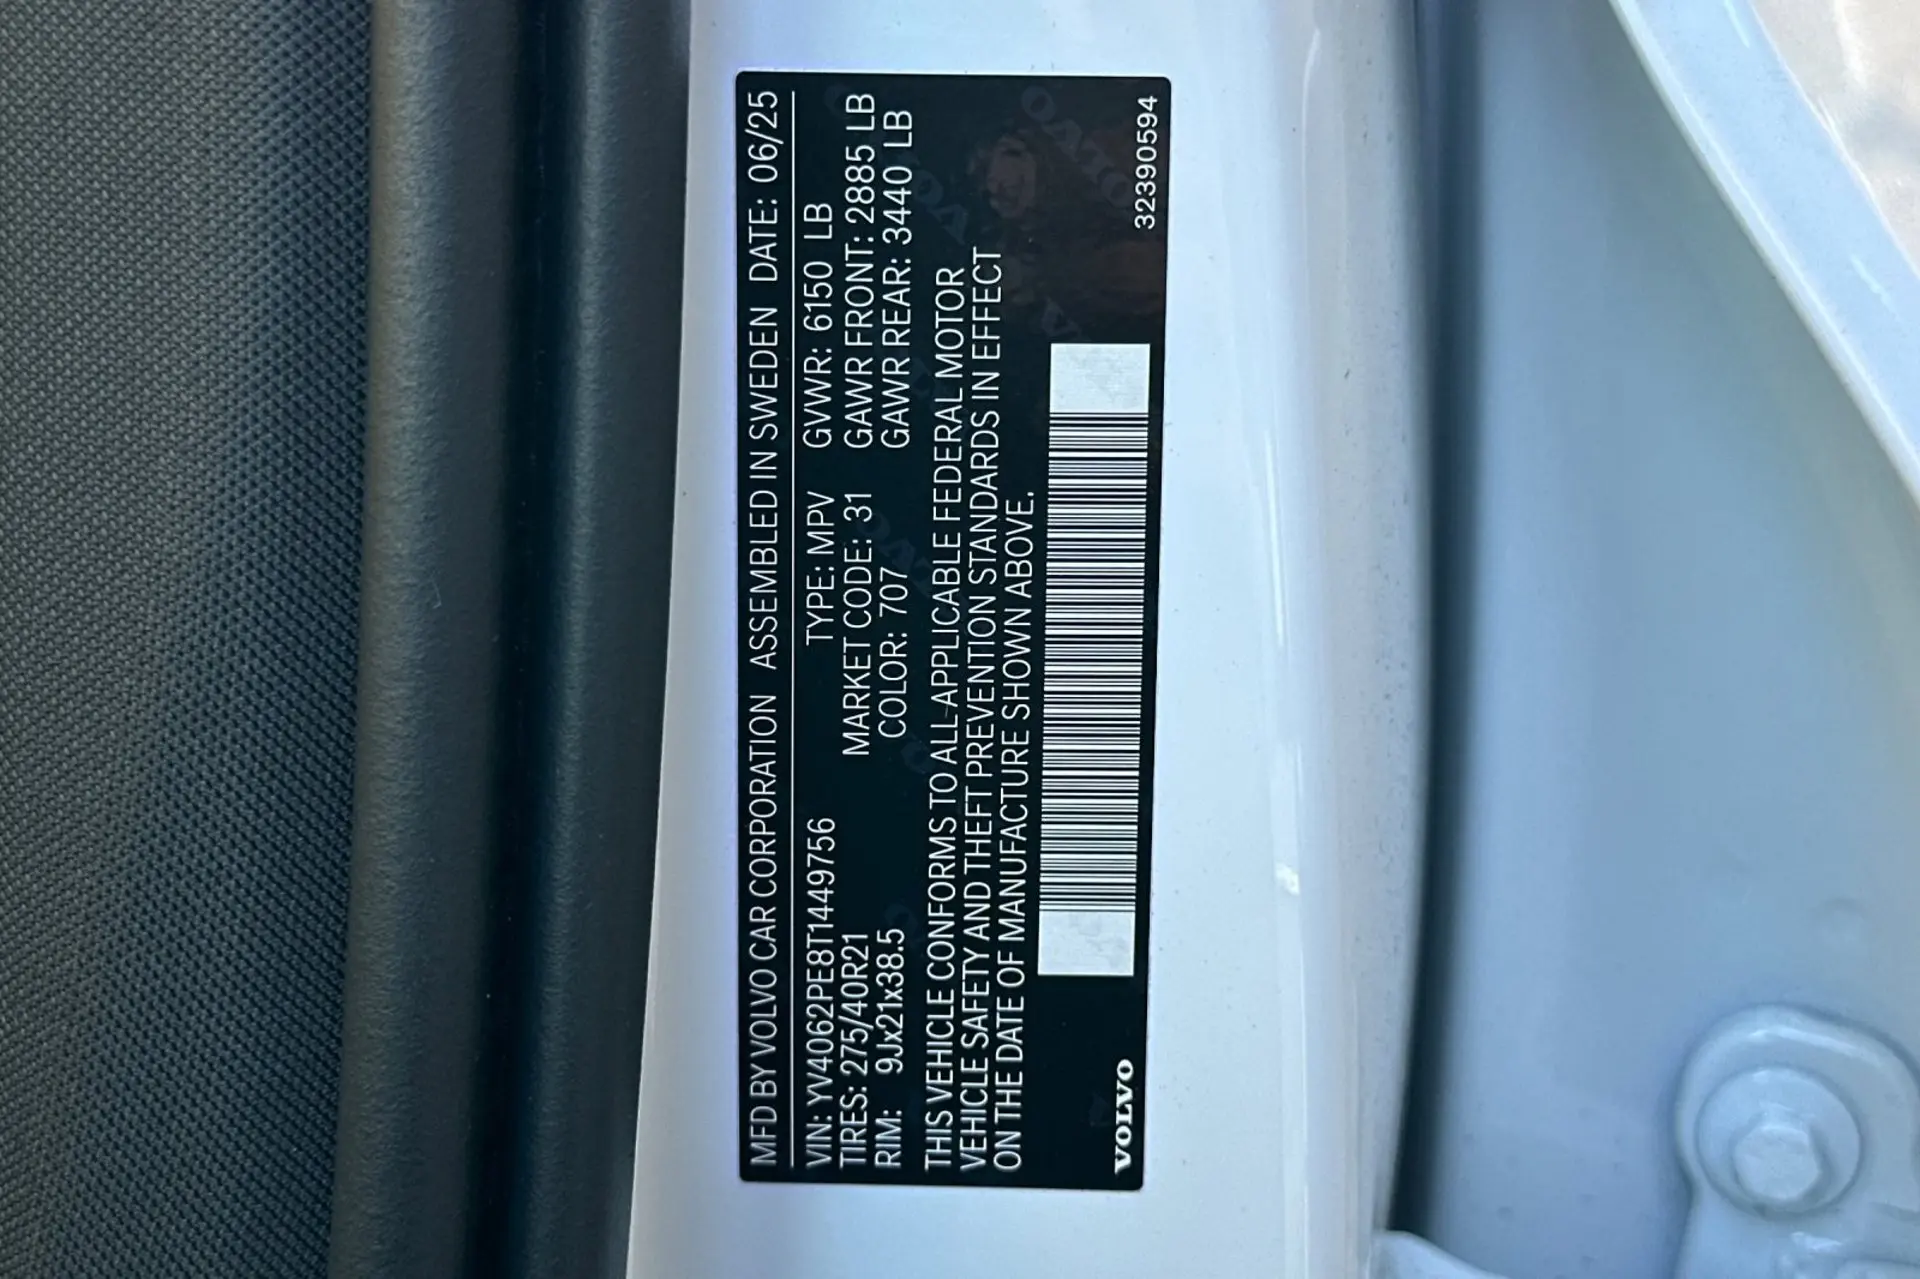 MFD BY VOLVO CAR CORPORATION ASSEMBLED IN SWEDEN DATE: 06/25
VIN: YV4062PE8T1449756 TYPE: MPV GVWR: 6150 LB
TIRES: 275/40R21 MARKET CODE: 31 GAWR FRONT: 2885 LB
RIM: 9Jx21x38.5 COLOR: 707 GAWR REAR: 3440 LB
THIS VEHICLE CONFORMS TO ALL APPLICABLE FEDERAL MOTOR
VEHICLE SAFETY AND THEFT PREVENTION STANDARDS IN EFFECT
ON THE DATE OF MANUFACTURE SHOWN ABOVE.
VOLVO 32390594